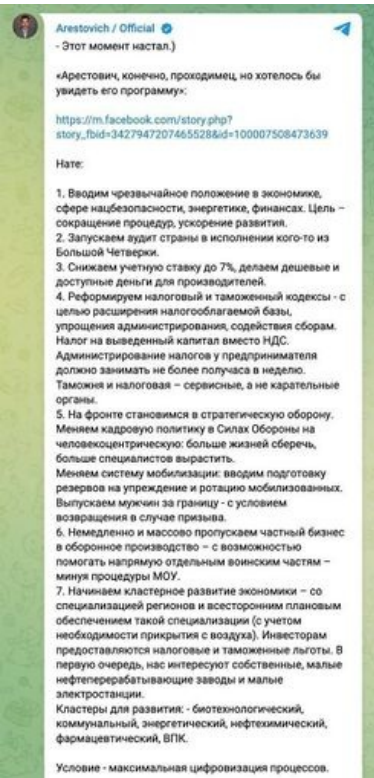 Arestovich / Official
- Этот момент настал.)
«Арестович, конечно, проходимец, но хотелось бы
увидеть его программу»:
https://m.facebook.com/story.php?
story_fbid=3427947207465528&id=100007508473639
Нате:
1. Вводим чрезвычайное положение в экономике,
сфере нацбезопасности, энергетике, финансах. Цель –
сокращение процедур, ускорение развития.
2. Запускаем аудит страны в исполнении кого-то из
Большой Четверки.
3. Снижаем учетную ставку до 7%, делаем дешевые и
доступные деньги для производителей.
4. Реформируем налоговый и таможенный кодексы - с
целью расширения налогооблагаемой базы,
упрощения администрирования, содействия сборам.
Налог на выведенный капитал вместо НДС.
Администрирование налогов у предпринимателя
должно занимать не более получаса в неделю.
Таможня и налоговая – сервисные, а не карательные
органы.
5. На фронте становимся в стратегическую оборону.
Меняем кадровую политику в Силах Обороны на
человекоцентрическую: больше жизней сберечь,
больше специалистов вырастить.
Меняем систему мобилизации: вводим подготовку
резервов на упреждение и ротацию мобилизованных.
Выпускаем мужчин за границу - с условием
возвращения в случае призыва.
6. Немедленно и массово пропускаем частный бизнес
в оборонное производство – с возможностью
помогать напрямую отдельным воинским частям –
минуя процедуры МОУ.
7. Начинаем кластерное развитие экономики – со
специализацией регионов и всесторонним плановым
обеспечением такой специализации (с учетом
необходимости прикрытия с воздуха). Инвесторам
предоставляются налоговые и таможенные льготы. В
первую очередь, нас интересуют собственные, малые
нефтеперерабатывающие заводы и малые
электростанции.
Кластеры для развития: - биотехнологический,
коммунальный, энергетический, нефтехимический,
фармацевтический, ВПК.
Условие - максимальная цифровизация процессов.